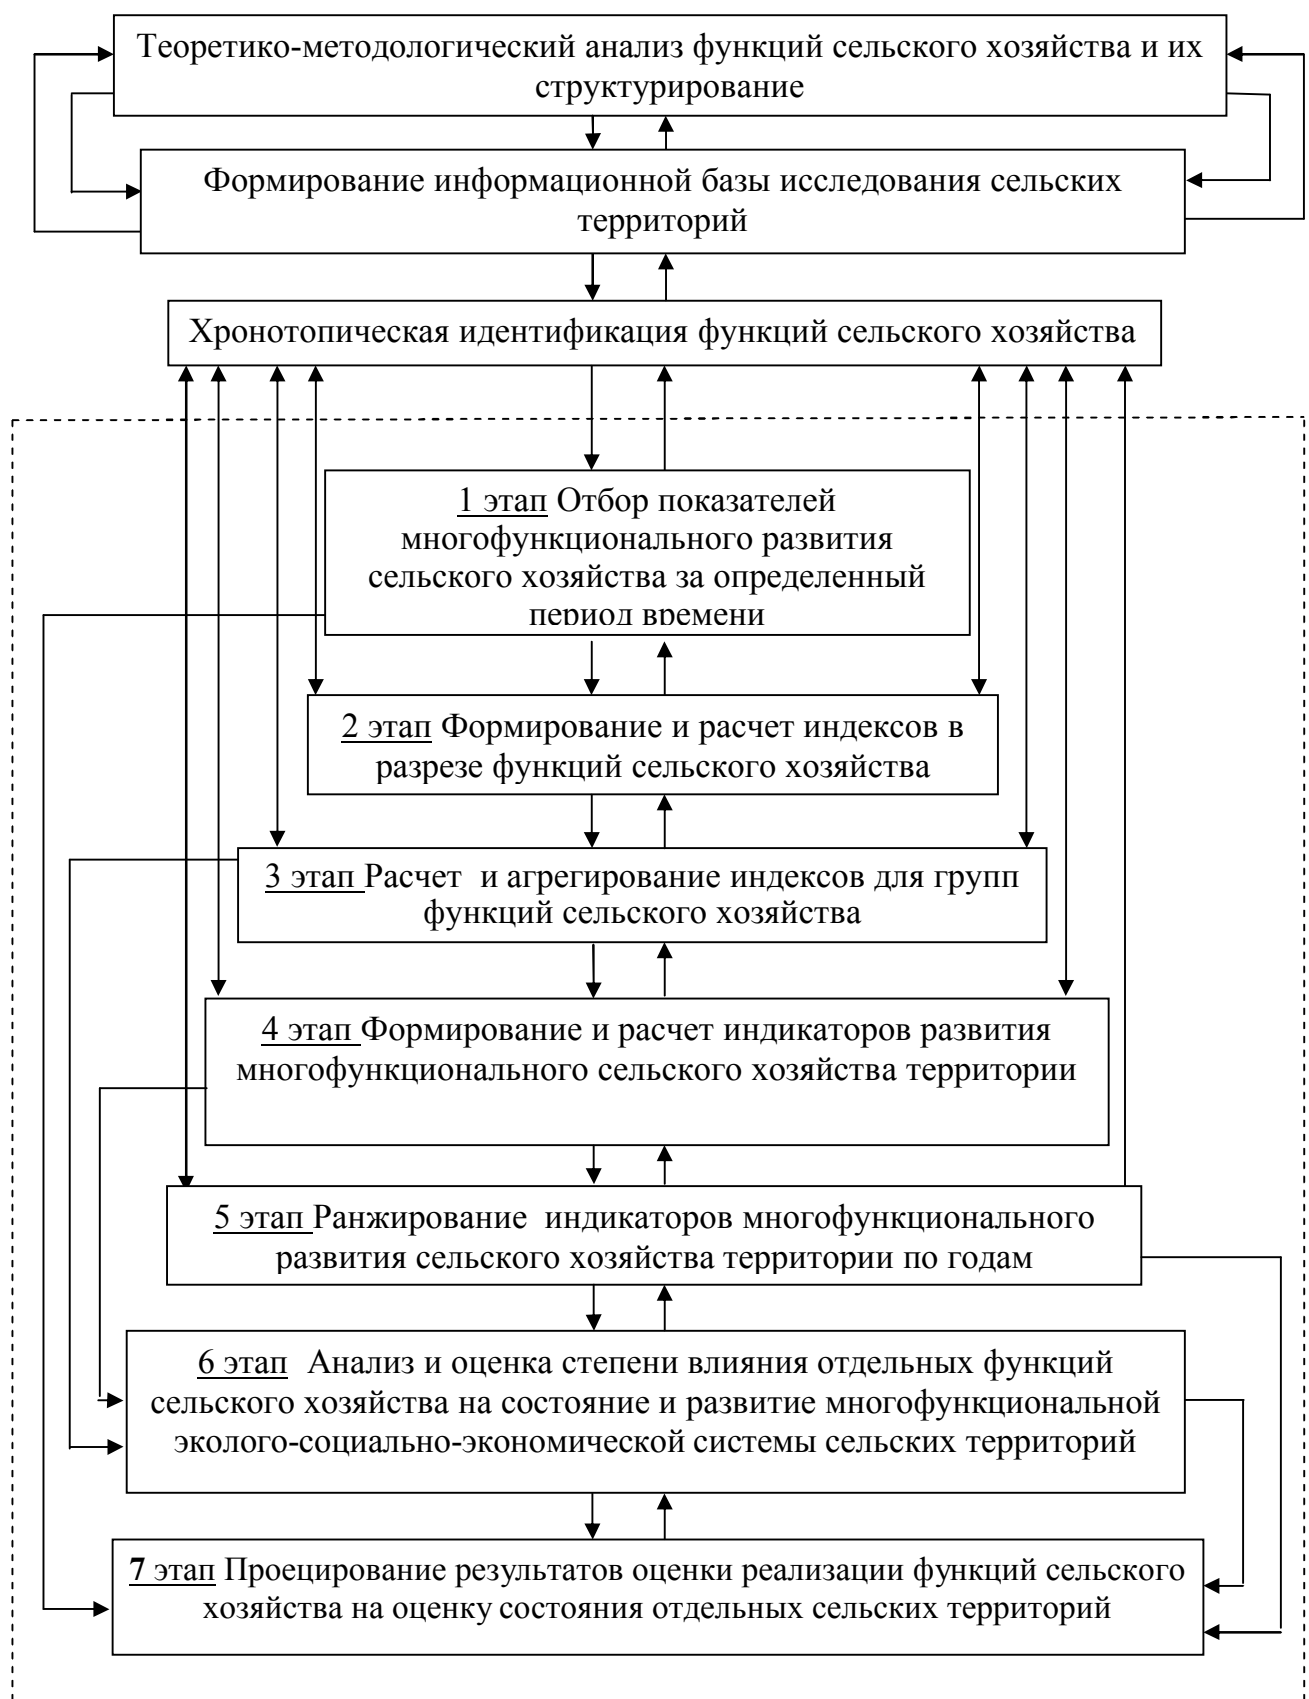 Теоретико-методологический анализ функций сельского хозяйства и их
структурирование
Формирование информационной базы исследования сельских
территорий
Хронотопическая идентификация функций сельского хозяйства
1 этап Отбор показателей
многофункционального развития
сельского хозяйства за определенный
период времени
2 этап Формирование и расчет индексов в
разрезе функций сельского хозяйства
3 этап Расчет  и агрегирование индексов для групп
функций сельского хозяйства
4 этап Формирование и расчет индикаторов развития
многофункционального сельского хозяйства территории
5 этап Ранжирование  индикаторов многофункционального
развития сельского хозяйства территории по годам
6 этап  Анализ и оценка степени влияния отдельных функций
сельского хозяйства на состояние и развитие многофункциональной
эколого-социально-экономической системы сельских территорий
7 этап Проецирование результатов оценки реализации функций сельского
хозяйства на оценку состояния отдельных сельских территорий